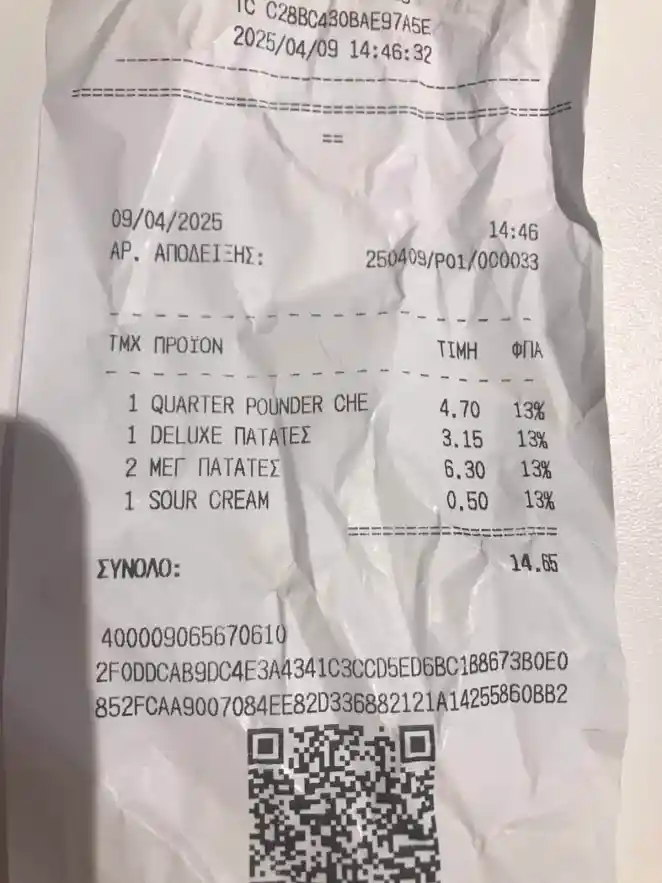 TC C28BC430BAE97A5E
2025/04/09 14:46:32
==
09/04/2025 14:46
ΑΡ. ΑΠΟΔΕΙΞΗΣ: 250409/P01/000033
ΤΜΧ ΠΡΟΪΟΝ ΤΙΜΗ ΦΠΑ
1 QUARTER POUNDER CHE 4,70 13%
1 DELUXE ΠΑΤΑΤΕΣ 3.15 13%
2 ΜΕΓ ΠΑΤΑΤΕΣ 6.30 13%
1 SOUR CREAM 0,50 13%
ΣΥΝΟΛΟ: 14.65
400009065670610
2F0DDCAB9DC4E3A4341C3CCD5ED6BC1B8673B0E0
852FCAA9007084EE82D336882121A14255860BB2